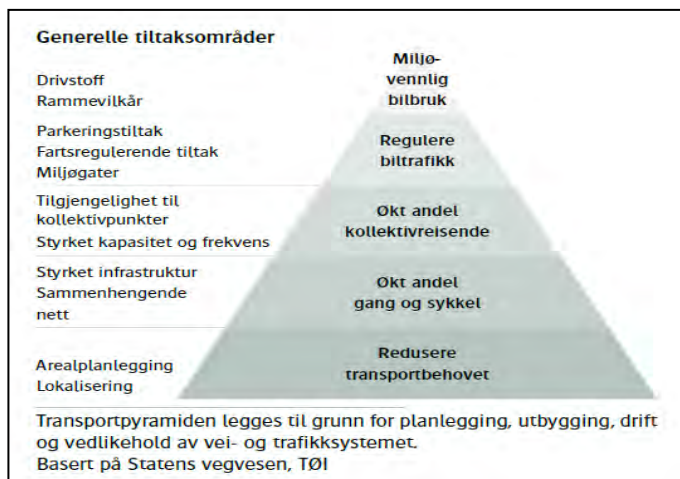 Generelle tiltaksområder
Miljø-
vennlig
bilbruk
Drivstoff
Rammevilkår
Parkeringstiltak
Fartsregulerende tiltak
Miljøgater
Regulere
biltrafikk
Tilgjengelighet til
kollektivpunkter
Styrket kapasitet og frekvens
Økt andel
kollektivreisende
Styrket infrastruktur
Sammenhengende
nett
Økt andel
gang og sykkel
Arealplanlegging
Lokalisering
Redusere
transportbehovet
Transportpyramiden legges til grunn for planlegging, utbygging, drift
og vedlikehold av vei- og trafikksystemet.
Basert på Statens vegvesen, TØI